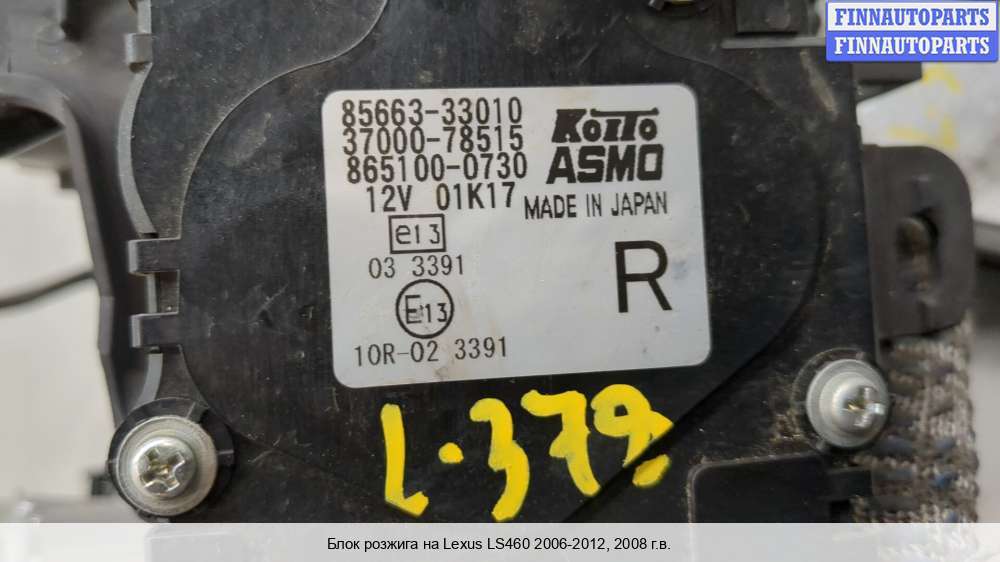 FINNAUTOPARTS
FINNAUTOPARTS
85663-33010
37000-78515
865100-0730
12V 01K17
KOITO
ASMO
MADE IN JAPAN
e13
03 3391
R
E13
10R-02 3391
L·379
Блок розжига на Lexus LS460 2006-2012, 2008 г.в.